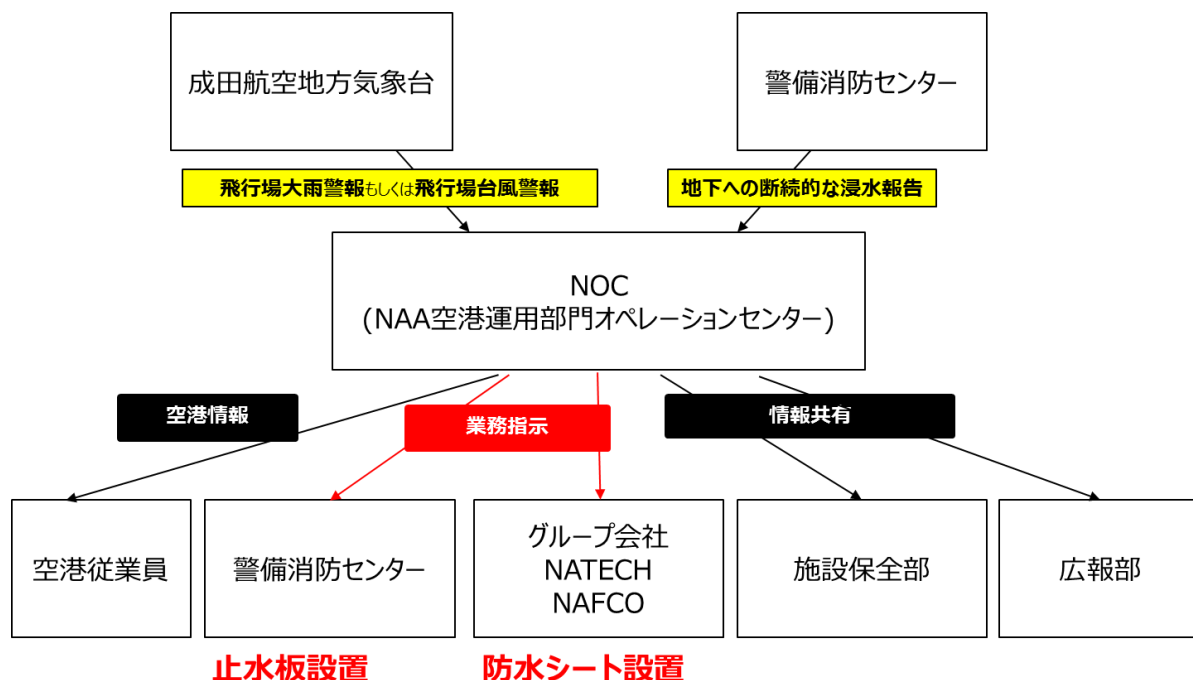 成田航空地方気象台
警備消防センター
飛行場大雨警報もしくは飛行場台風警報
地下への断続的な浸水報告
NOC
(NAA空港運用部門オペレーションセンター)
空港情報
業務指示
情報共有
空港従業員
警備消防センター
グループ会社
NATECH
NAFCO
施設保全部
広報部
止水板設置
防水シート設置